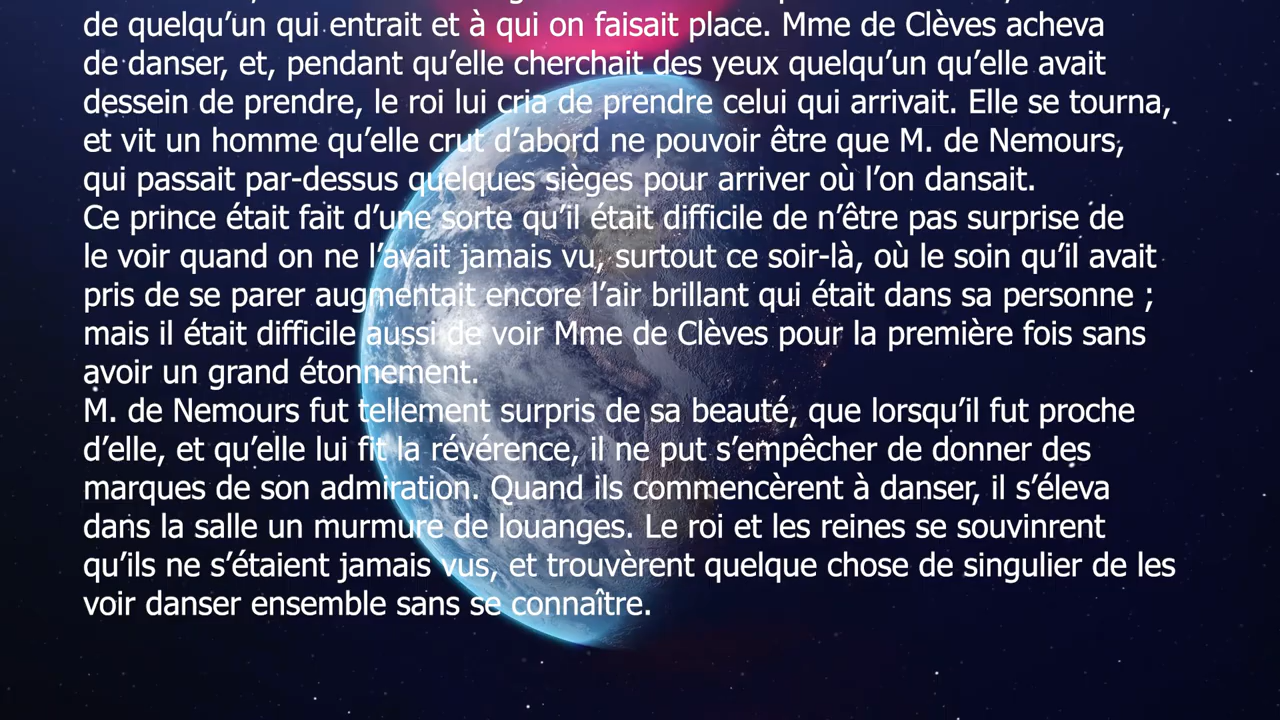 de quelqu’un qui entrait et à qui on faisait place. Mme de Clèves acheva
de danser, et, pendant qu’elle cherchait des yeux quelqu’un qu’elle avait
dessein de prendre, le roi lui cria de prendre celui qui arrivait. Elle se tourna,
et vit un homme qu’elle crut d’abord ne pouvoir être que M. de Nemours,
qui passait par-dessus quelques sièges pour arriver où l’on dansait.
Ce prince était fait d’une sorte qu’il était difficile de n’être pas surprise de
le voir quand on ne l’avait jamais vu, surtout ce soir-là, où le soin qu’il avait
pris de se parer augmentait encore l’air brillant qui était dans sa personne ;
mais il était difficile aussi de voir Mme de Clèves pour la première fois sans
avoir un grand étonnement.
M. de Nemours fut tellement surpris de sa beauté, que lorsqu’il fut proche
d’elle, et qu’elle lui fit la révérence, il ne put s’empêcher de donner des
marques de son admiration. Quand ils commencèrent à danser, il s’éleva
dans la salle un murmure de louanges. Le roi et les reines se souvinrent
qu’ils ne s’étaient jamais vus, et trouvèrent quelque chose de singulier de les
voir danser ensemble sans se connaître.